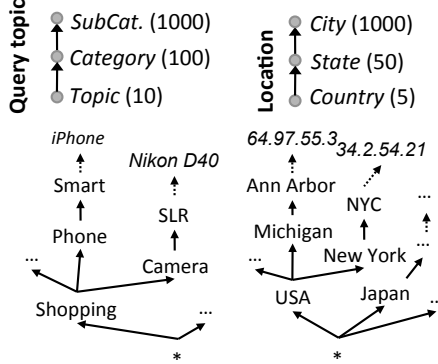 Query topic
SubCat. (1000)
Category (100)
Topic (10)
Location
City (1000)
State (50)
Country (5)
iPhone
Nikon D40
Smart
SLR
Phone
...
Camera
Shopping
...
*
64.97.55.3
34.2.54.21
Ann Arbor
NYC
...
Michigan
...
New York
...
USA
Japan
..
*